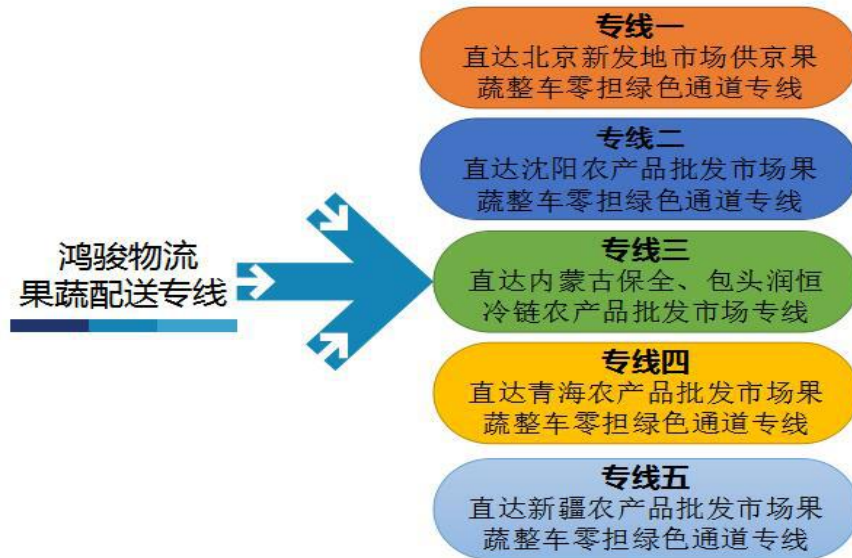 鸿骏物流
果蔬配送专线
专线一
直达北京新发地市场供京果
蔬整车零担绿色通道专线
专线二
直达沈阳农产品批发市场果
蔬整车零担绿色通道专线
专线三
直达内蒙古保全、包头润恒
冷链农产品批发市场专线
专线四
直达青海农产品批发市场果
蔬整车零担绿色通道专线
专线五
直达新疆农产品批发市场果
蔬整车零担绿色通道专线